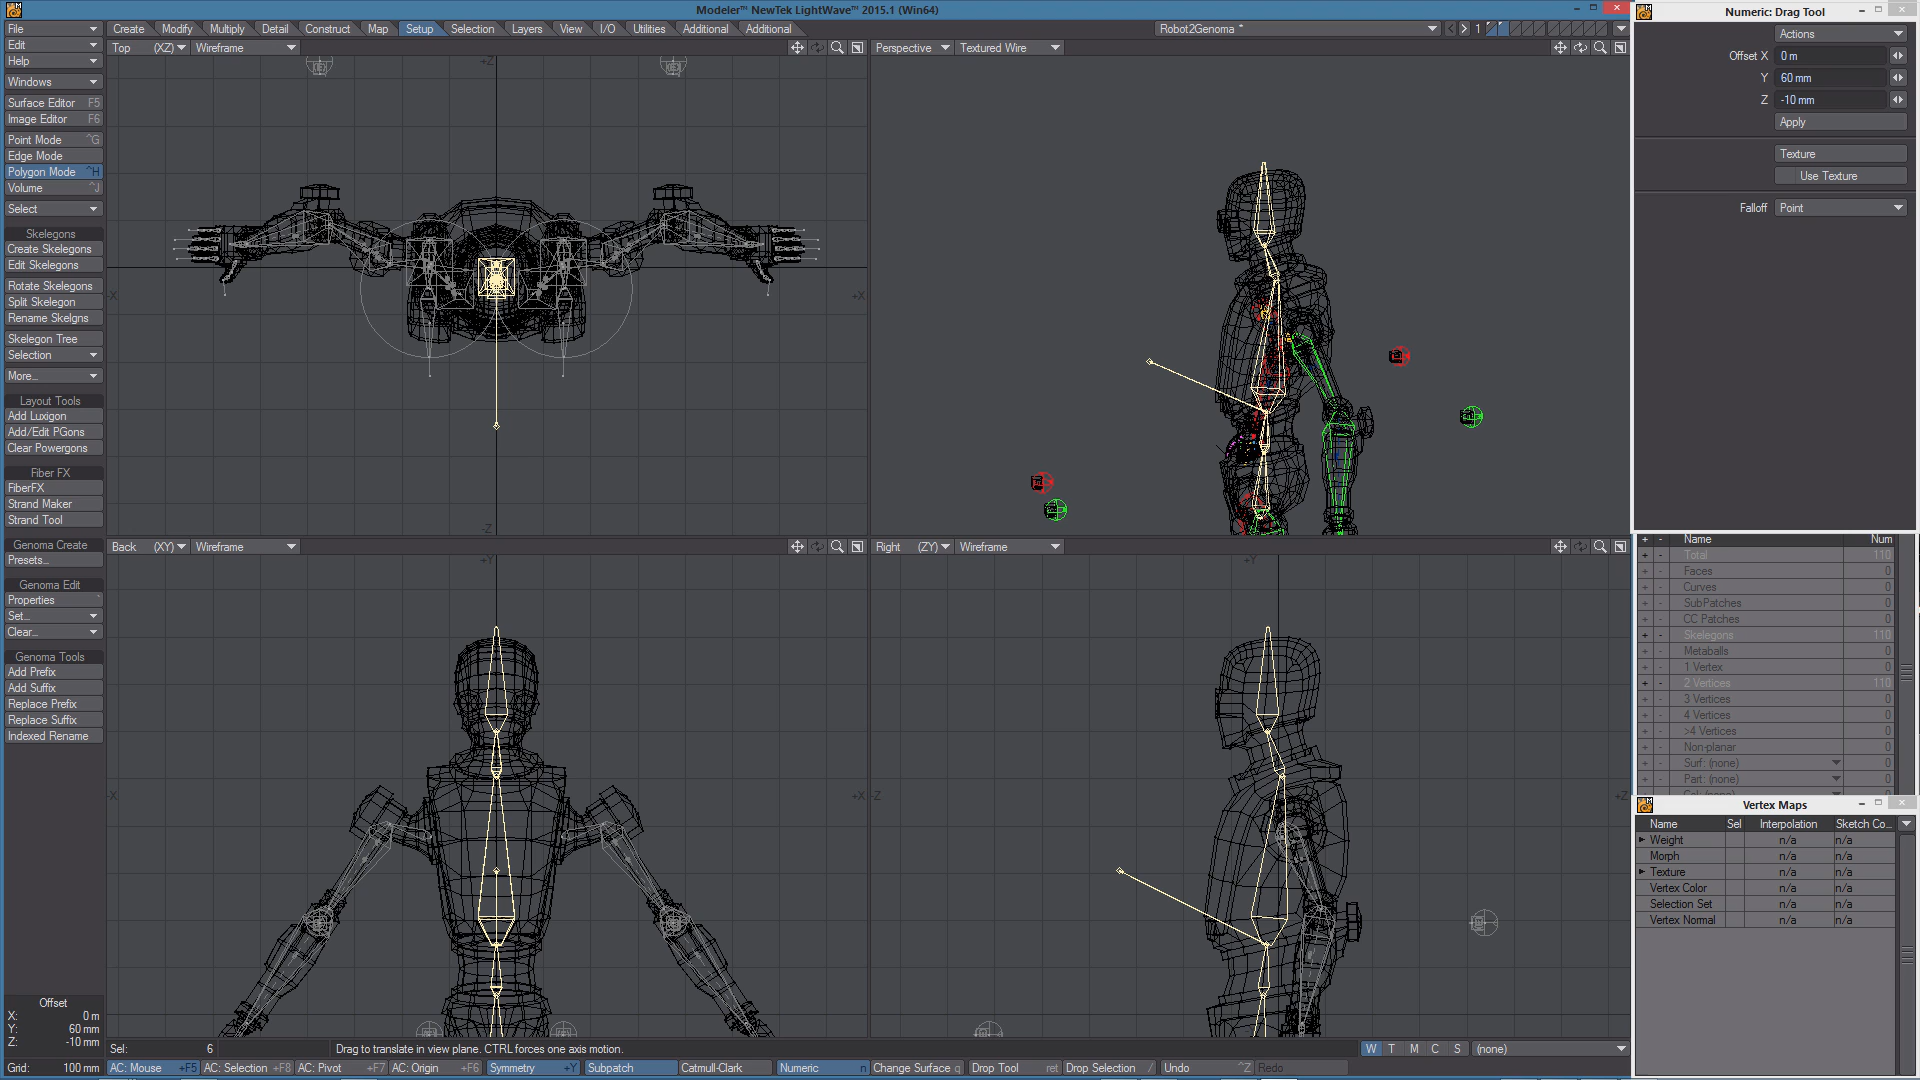 Modeler™ NewTek LightWave™ 2015.1 (Win64)
File
Edit
Help
Windows
Surface Editor F5
Image Editor F6
Point Mode ^G
Edge Mode
Polygon Mode ^H
Volume ^J
Select
Skelegons
Create Skelegons
Edit Skelegons
Rotate Skelegons
Split Skelegon
Rename Skelgns
Skelegon Tree
Selection
More...
Layout Tools
Add Luxigon
Add/Edit PGons
Clear Powergons
Fiber FX
FiberFX
Strand Maker
Strand Tool
Genoma Create
Presets...
Genoma Edit
Properties
Set...
Clear...
Genoma Tools
Add Prefix
Add Suffix
Replace Prefix
Replace Suffix
Indexed Rename
Offset
X: 0 m
Y: 60 mm
Z: -10 mm
Grid: 100 mm
Create Modify Multiply Detail Construct Map Setup Selection Layers View I/O Utilities Additional Additional
Robot2Genoma *
1
Top (XZ) Wireframe
+Z
-X
+X
-Z
Perspective Textured Wire
Back (XY) Wireframe
+Y
-X
+X
Right (ZY) Wireframe
+Y
-Z
+Z
Sel: 6 Drag to translate in view plane. CTRL forces one axis motion.
W T M C S (none)
AC: Mouse +F5 AC: Selection +F8 AC: Pivot +F7 AC: Origin +F6 Symmetry +Y Subpatch Catmull-Clark Numeric n Change Surface q Drop Tool ret Drop Selection / Undo ^Z Redo
Numeric: Drag Tool
Actions
Offset X 0 m
Y 60 mm
Z -10 mm
Apply
Texture
Use Texture
Falloff Point
+ - Name Num
+ - Total 110
+ - Faces 0
+ - Curves 0
+ - SubPatches 0
+ - CC Patches 0
+ - Skelegons 110
+ - Metaballs 0
+ - 1 Vertex 0
+ - 2 Vertices 110
+ - 3 Vertices 0
+ - 4 Vertices 0
+ - >4 Vertices 0
+ - Non-planar 0
+ - Surf: (none) 0
+ - Part: (none) 0
Vertex Maps
Name Sel Interpolation Sketch Co...
Weight n/a n/a
Morph n/a n/a
Texture n/a n/a
Vertex Color n/a n/a
Selection Set n/a n/a
Vertex Normal n/a n/a